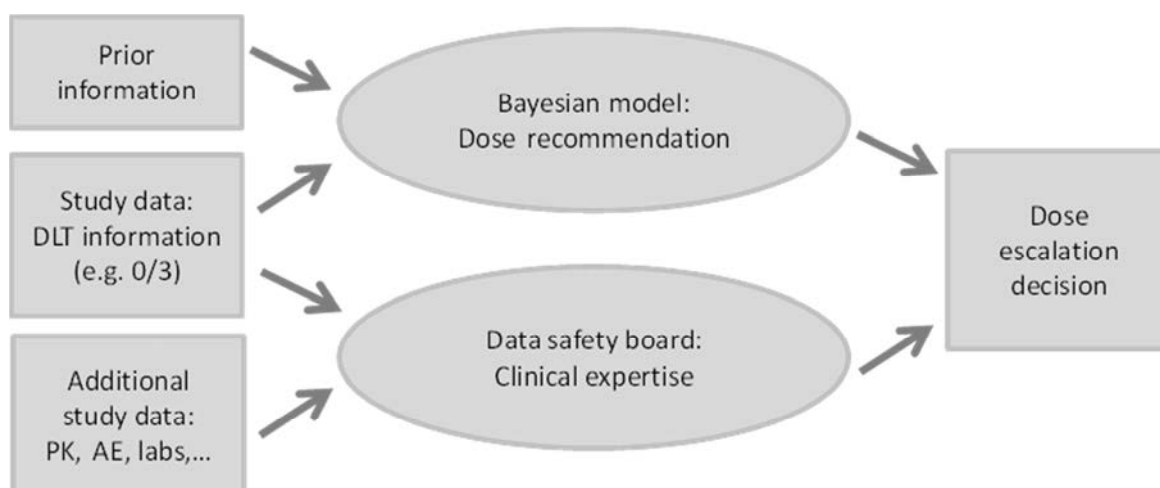 Prior
information
Study data:
DLT information
(e.g. 0/3)
Additional
study data:
PK, AE, labs,...
Bayesian model:
Dose recommendation
Data safety board:
Clinical expertise
Dose
escalation
decision